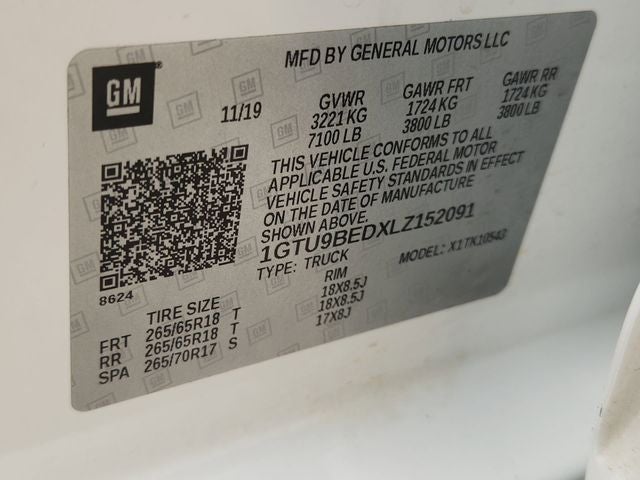 MFD BY GENERAL MOTORS LLC
GM
11/19
GVWR GAWR FRT GAWR RR
3221 KG 1724 KG 1724 KG
7100 LB 3800 LB 3800 LB
THIS VEHICLE CONFORMS TO ALL
APPLICABLE U.S. FEDERAL MOTOR
VEHICLE SAFETY STANDARDS IN EFFECT
ON THE DATE OF MANUFACTURE
SHOWN ABOVE.
1GTU9BEDXLZ152091
TYPE: TRUCK MODEL: X1TK10543
8624
TIRE SIZE RIM
FRT 265/65R18 T 18X8.5J
RR 265/65R18 T 18X8.5J
SPA 265/70R17 S 17X8J